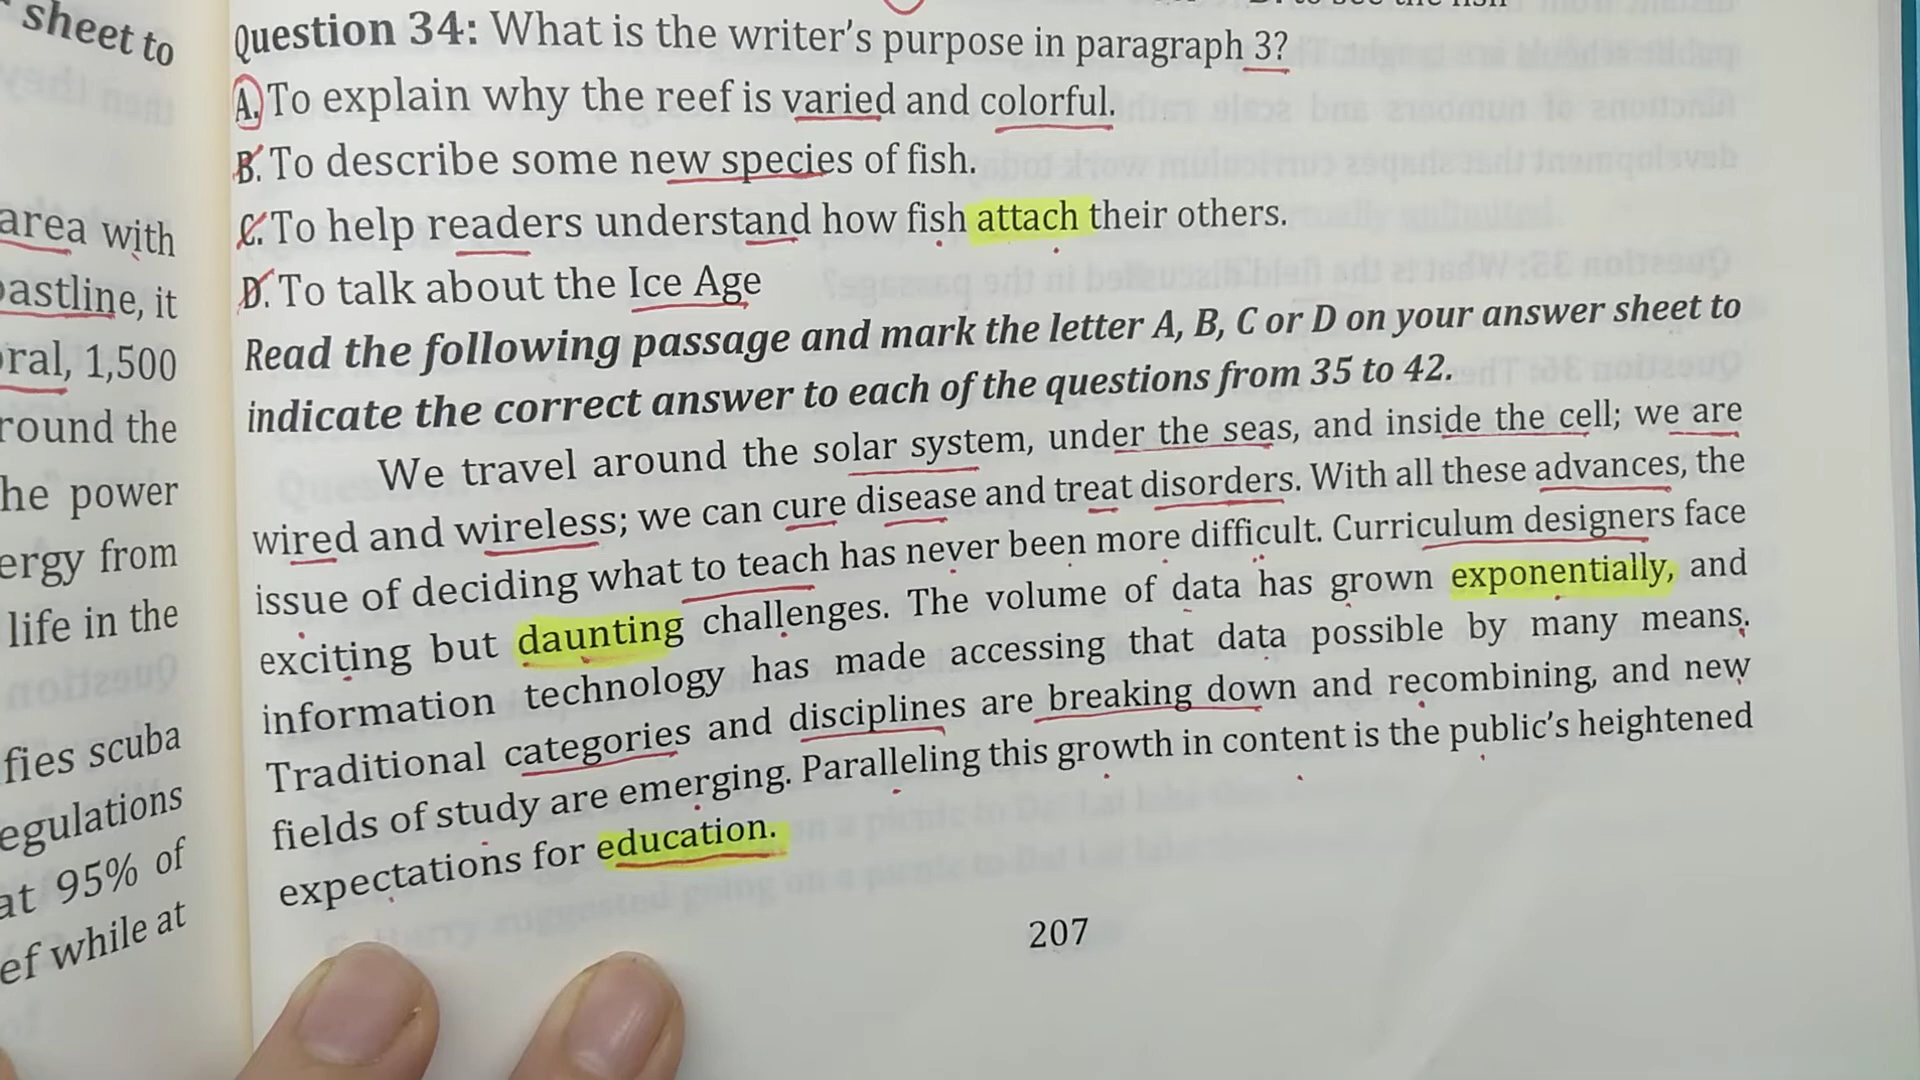 sheet to
area with
astline, it
ral, 1,500
round the
he power
ergy from
life in the
fies scuba
egulations
at 95% of
ef while at
Question 34: What is the writer's purpose in paragraph 3?
A. To explain why the reef is varied and colorful.
B. To describe some new species of fish.
C. To help readers understand how fish attach their others.
D. To talk about the Ice Age
Read the following passage and mark the letter A, B, C or D on your answer sheet to
indicate the correct answer to each of the questions from 35 to 42.
We travel around the solar system, under the seas, and inside the cell; we are
wired and wireless; we can cure disease and treat disorders. With all these advances, the
issue of deciding what to teach has never been more difficult. Curriculum designers face
exciting but daunting challenges. The volume of data has grown exponentially, and
information technology has made accessing that data possible by many means.
Traditional categories and disciplines are breaking down and recombining, and new
fields of study are emerging. Paralleling this growth in content is the public's heightened
expectations for education.
207